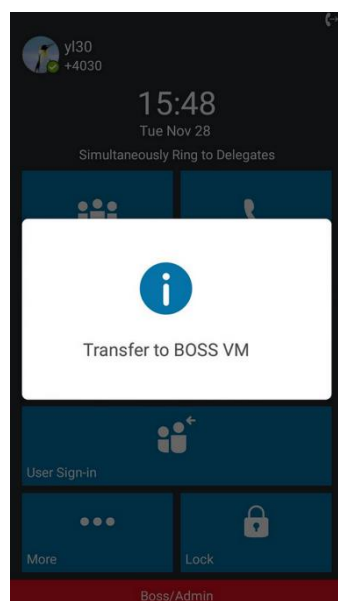 yl30
+4030
15:48
Tue Nov 28
Simultaneously Ring to Delegates
Transfer to BOSS VM
User Sign-in
More
Lock
Boss/Admin